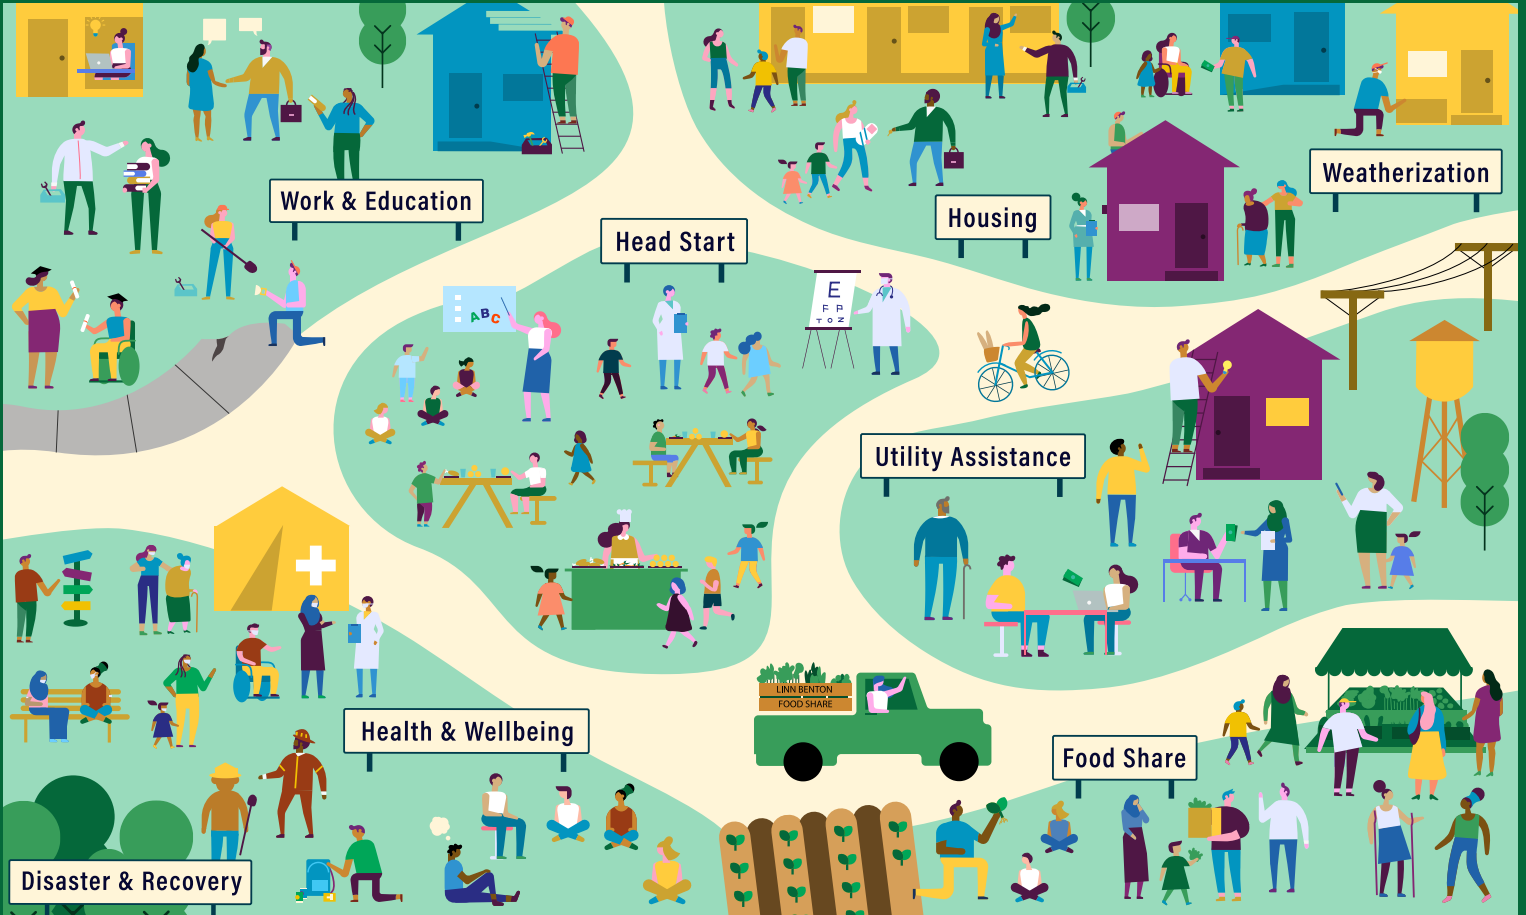 Work & Education
Head Start
Housing
Weatherization
ABC
E
F P
T O Z
Utility Assistance
LINN BENTON
FOOD SHARE
Health & Wellbeing
Food Share
Disaster & Recovery